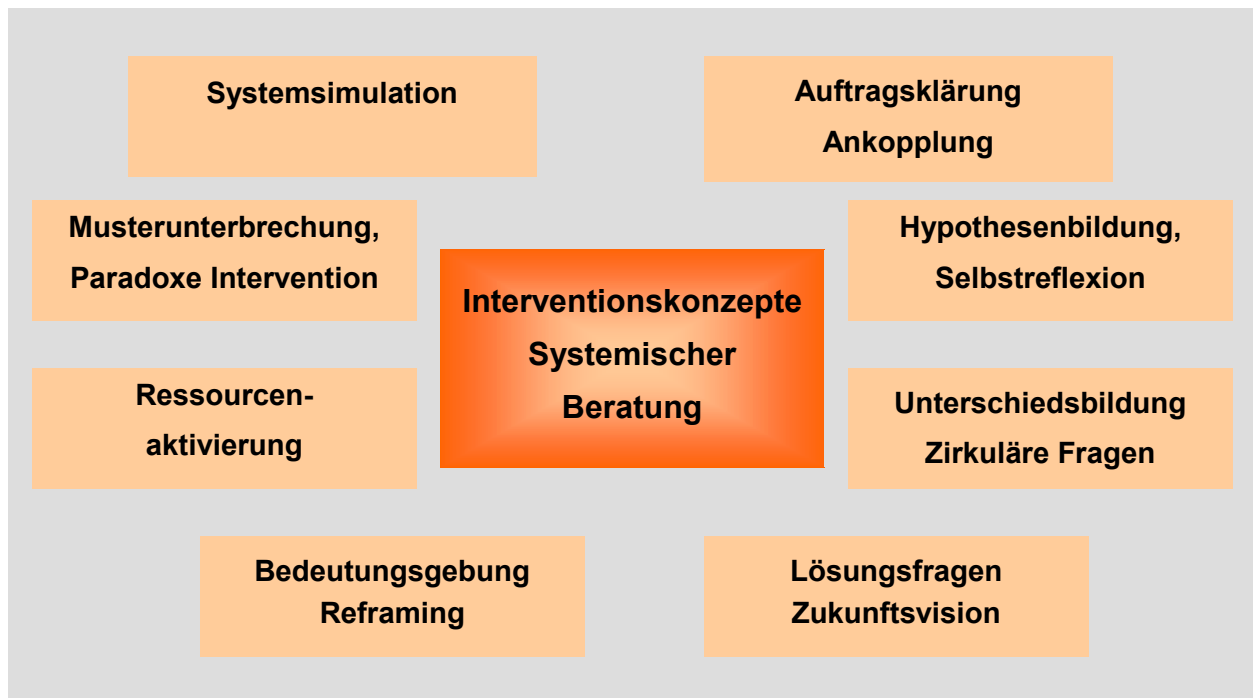 Systemsimulation
Auftragsklärung
Ankopplung
Musterunterbrechung,
Paradoxe Intervention
Hypothesenbildung,
Selbstreflexion
Interventionskonzepte
Systemischer
Beratung
Ressourcen-
aktivierung
Unterschiedsbildung
Zirkuläre Fragen
Bedeutungsgebung
Reframing
Lösungsfragen
Zukunftsvision